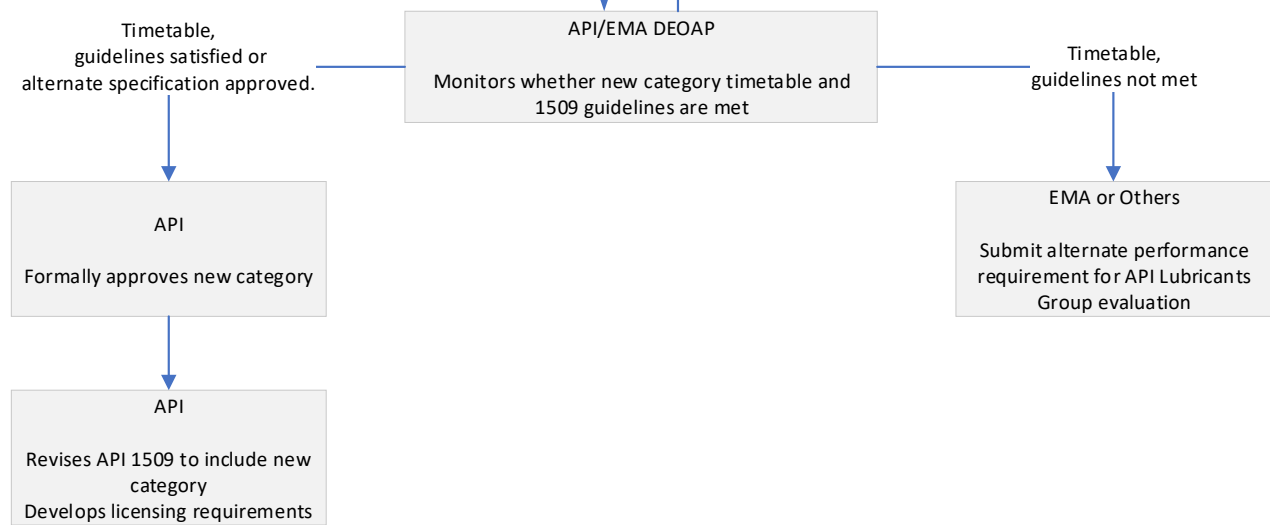 Timetable,
guidelines satisfied or
alternate specification approved.
API/EMA DEOAP
Monitors whether new category timetable and
1509 guidelines are met
Timetable,
guidelines not met
API
Formally approves new category
EMA or Others
Submit alternate performance
requirement for API Lubricants
Group evaluation
API
Revises API 1509 to include new
category
Develops licensing requirements